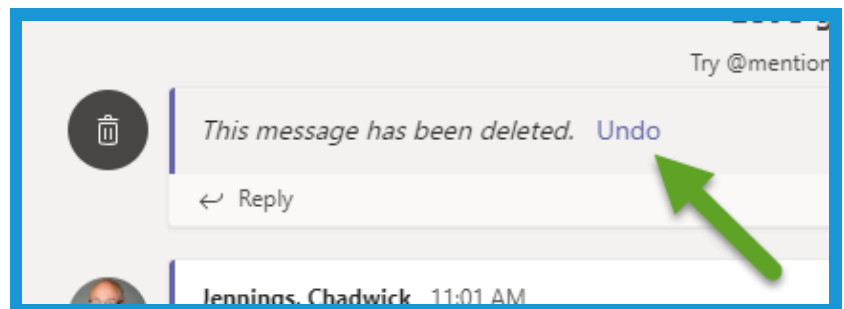 Try @mention
This message has been deleted. Undo
Reply
Jennings, Chadwick 11:01 AM